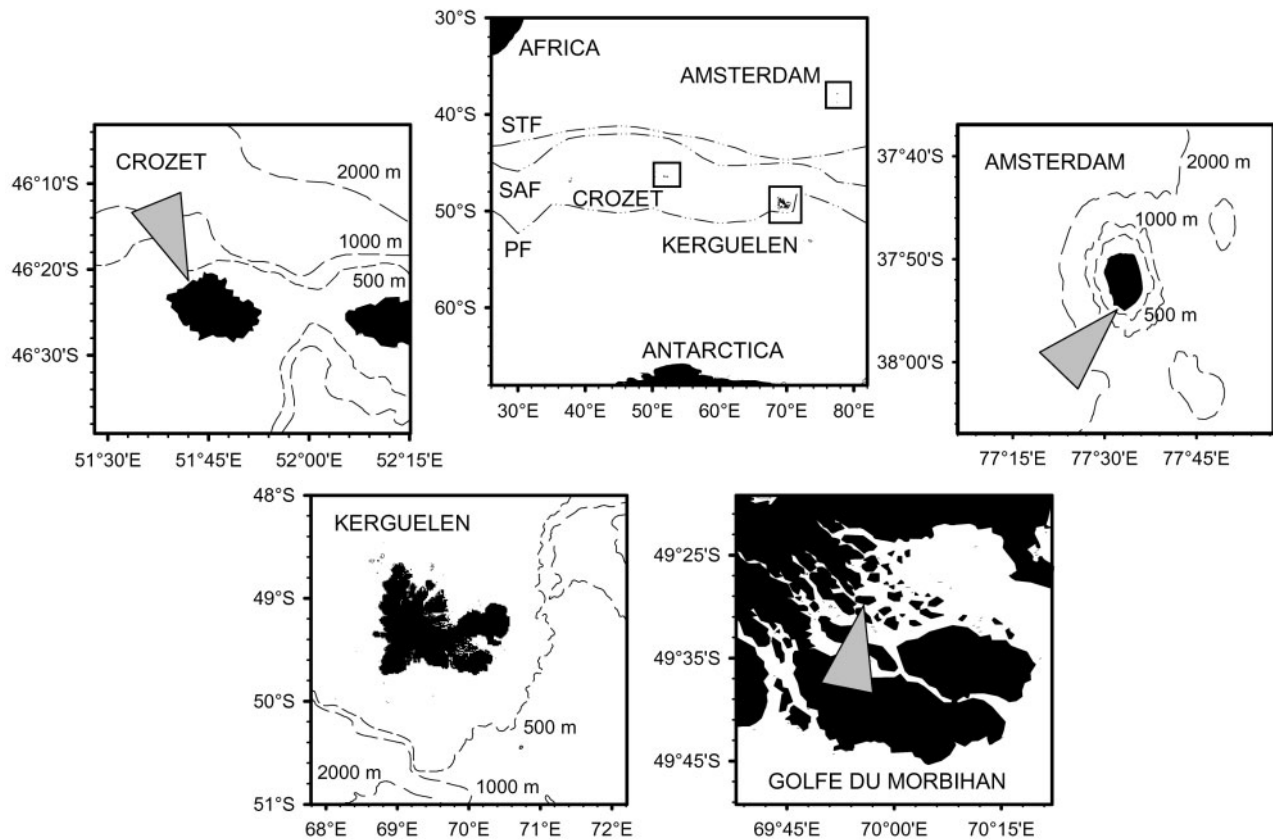 30°S
40°S
50°S
60°S
AFRICA
AMSTERDAM
STF
SAF
CROZET
PF
KERGUELEN
ANTARCTICA
30°E 40°E 50°E 60°E 70°E 80°E
CROZET
2000 m
1000 m
500 m
46°10'S
46°20'S
46°30'S
51°30'E 51°45'E 52°00'E 52°15'E
AMSTERDAM
2000 m
1000 m
500 m
37°40'S
37°50'S
38°00'S
77°15'E 77°30'E 77°45'E
KERGUELEN
48°S
49°S
50°S
51°S
500 m
2000 m
1000 m
68°E 69°E 70°E 71°E 72°E
49°25'S
49°35'S
49°45'S
GOLFE DU MORBIHAN
69°45'E 70°00'E 70°15'E